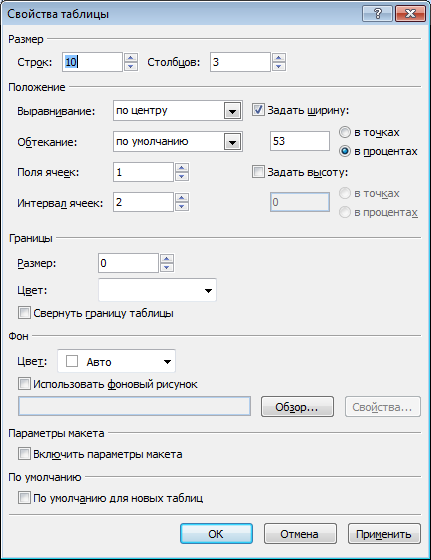 Свойства таблицы
Размер
Строк: 10 Столбцов: 3
Положение
Выравнивание: по центру Задать ширину:
Обтекание: по умолчанию 53 в точках
в процентах
Поля ячеек: 1 Задать высоту:
Интервал ячеек: 2 0 в точках
в процентах
Границы
Размер: 0
Цвет:
Свернуть границу таблицы
Фон
Цвет: Авто
Использовать фоновый рисунок
Обзор... Свойства...
Параметры макета
Включить параметры макета
По умолчанию
По умолчанию для новых таблиц
ОК Отмена Применить